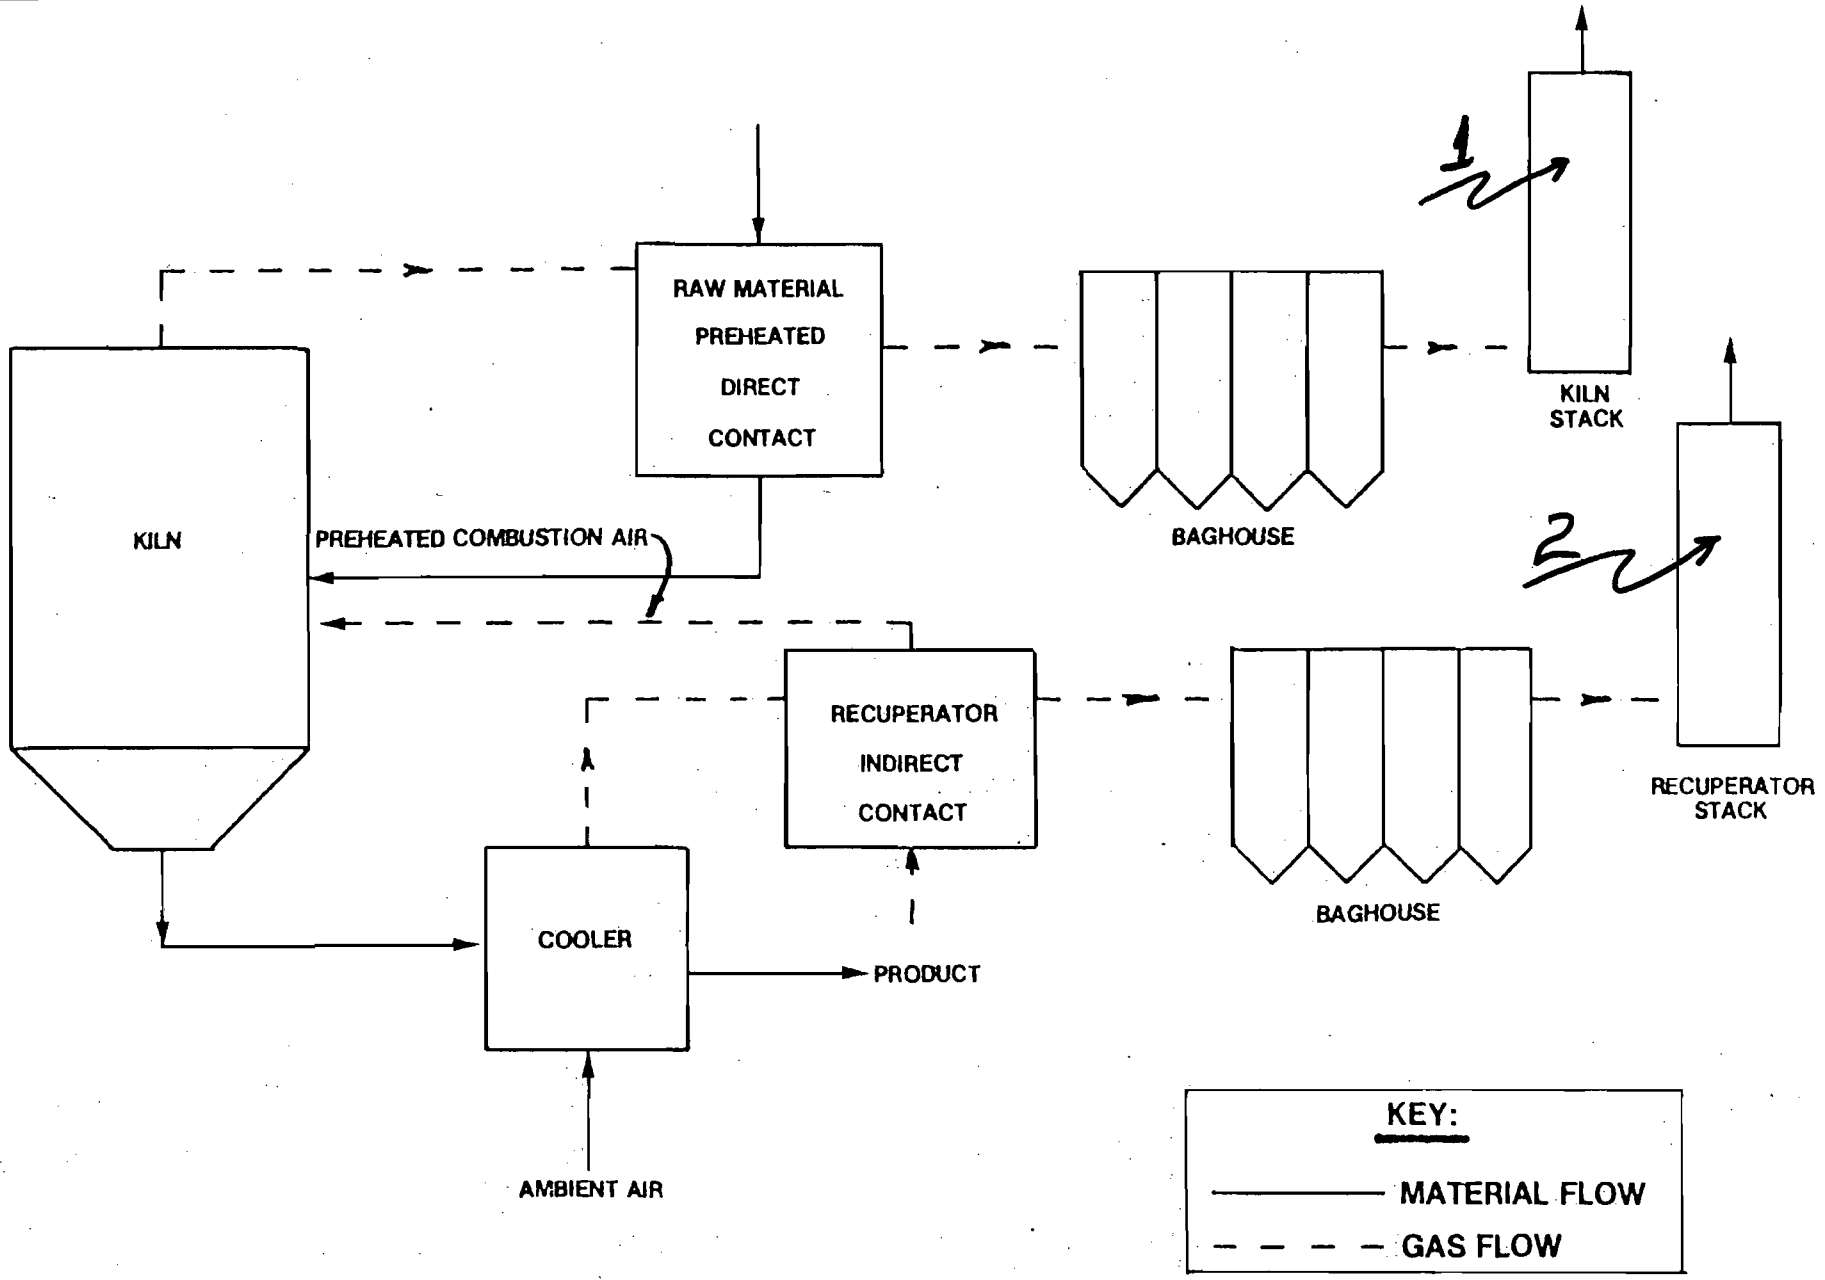 1
RAW MATERIAL
PREHEATED
DIRECT
CONTACT
KILN
STACK
KILN
PREHEATED COMBUSTION AIR
BAGHOUSE
2
RECUPERATOR
INDIRECT
CONTACT
RECUPERATOR
STACK
BAGHOUSE
COOLER
PRODUCT
AMBIENT AIR
KEY:
MATERIAL FLOW
GAS FLOW